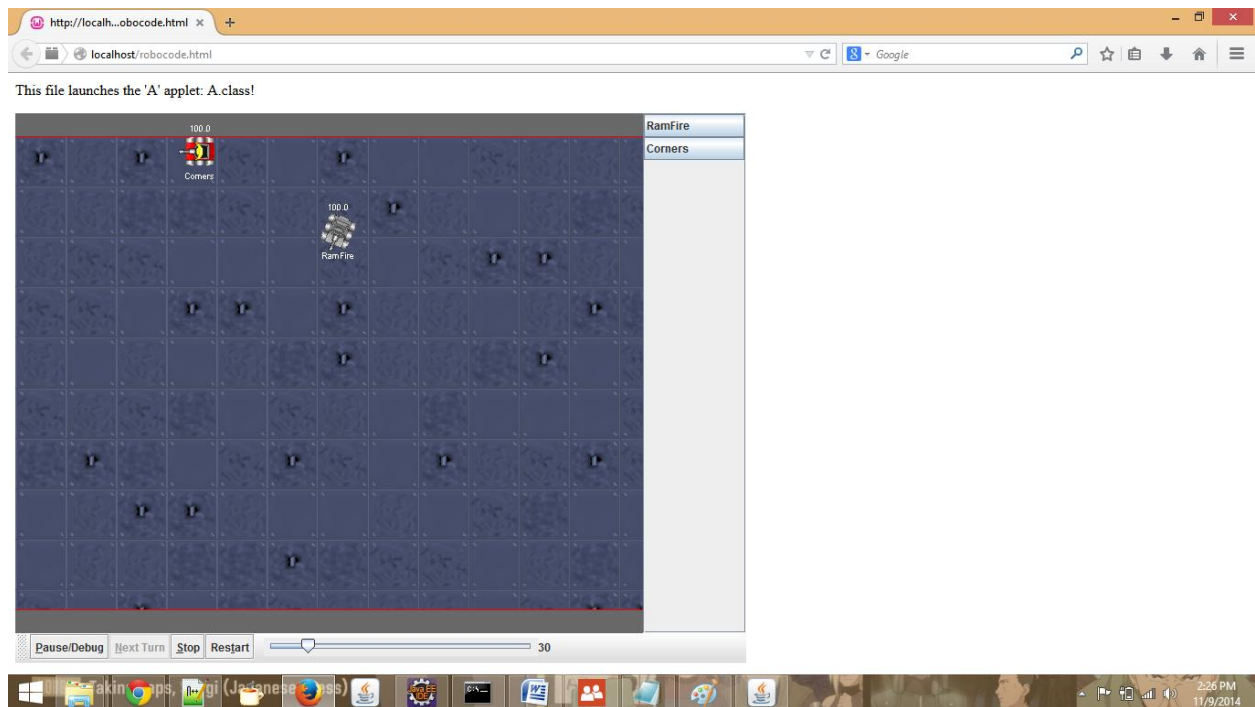 http://localh...obocode.html × +
localhost/robocode.html
8 Google
This file launches the 'A' applet: A.class!
100.0
Corners
100.0
RamFire
RamFire
Corners
Pause/Debug Next Turn Stop Restart 30
2:26 PM
11/9/2014